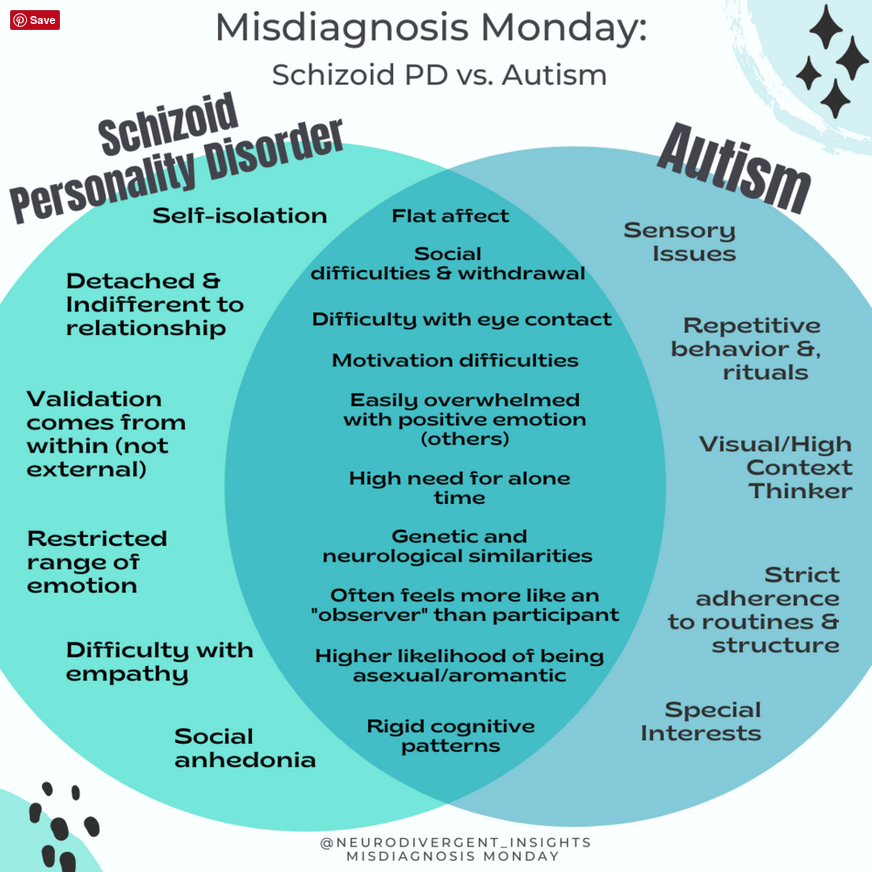 Save
Misdiagnosis Monday:
Schizoid PD vs. Autism
Schizoid
Personality Disorder
Self-isolation
Detached &
Indifferent to
relationship
Validation
comes from
within (not
external)
Restricted
range of
emotion
Difficulty with
empathy
Social
anhedonia
Flat affect
Social
difficulties & withdrawal
Difficulty with eye contact
Motivation difficulties
Easily overwhelmed
with positive emotion
(others)
High need for alone
time
Genetic and
neurological similarities
Often feels more like an
"observer" than participant
Higher likelihood of being
asexual/aromantic
Rigid cognitive
patterns
Autism
Sensory
Issues
Repetitive
behavior &,
rituals
Visual/High
Context
Thinker
Strict
adherence
to routines &
structure
Special
Interests
@NEURODIVERGENT_INSIGHTS
MISDIAGNOSIS MONDAY